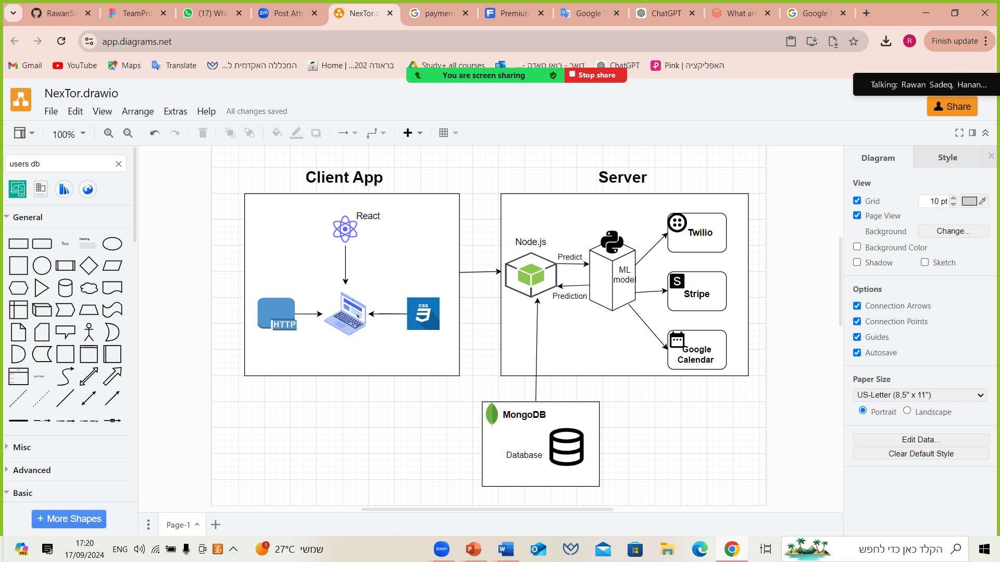 RawanSa
TeamPro
(17) Wha
Post Atte
NexTor.d
payment
Premium
Google T
ChatGPT
What are
Google
app.diagrams.net
Finish update
Gmail
YouTube
Maps
Translate
המכללה האקדמית ל...
Home | ...202 בראודה
Study+ all courses
דואר - רואן סאדק - ...
ChatGPT
Pink | האפליקציה
You are screen sharing
Stop share
Talking: Rawan Sadeq, Hanan...
NexTor.drawio
File
Edit
View
Arrange
Extras
Help
All changes saved
Share
100%
users db
General
Text
Heading
List Item
Misc
Advanced
Basic
+ More Shapes
Client App
React
HTTP
CSS
3
Server
Node.js
Predict
Prediction
ML
model
Twilio
S
Stripe
Google
Calendar
MongoDB
Database
Page-1
Diagram
Style
View
Grid
10 pt
Page View
Background
Change...
Background Color
Shadow
Sketch
Options
Connection Arrows
Connection Points
Guides
Autosave
Paper Size
US-Letter (8,5" x 11")
Portrait
Landscape
Edit Data...
Clear Default Style
PRE
17:20
17/09/2024
ENG
1
27°C שמשי
zoom
הקלד כאן כדי לחפש